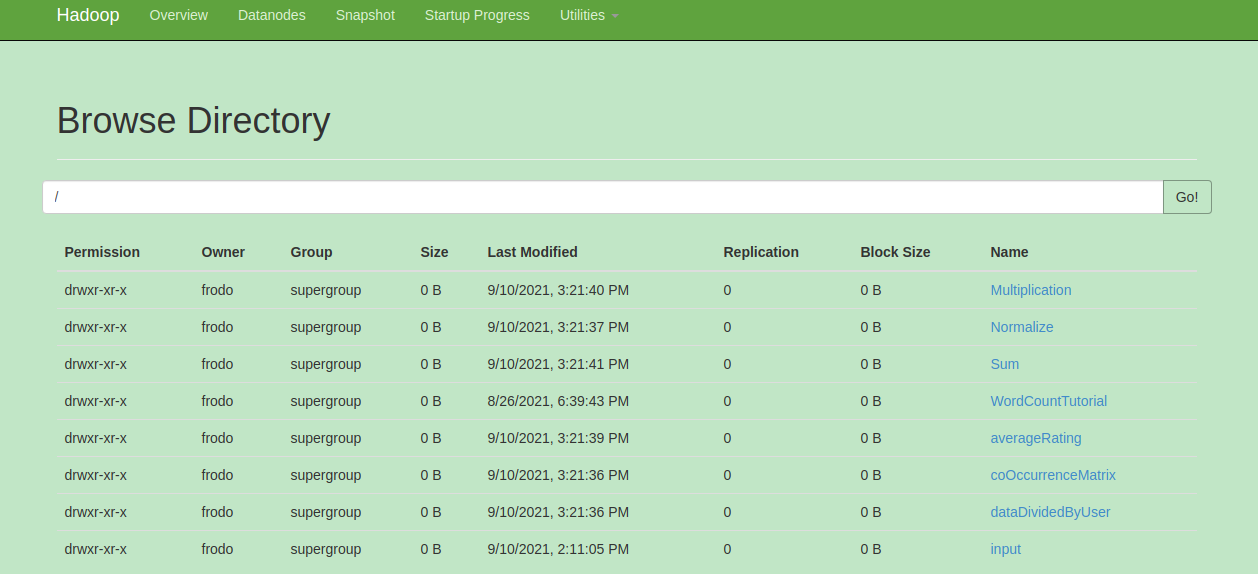 Hadoop Overview Datanodes Snapshot Startup Progress Utilities
Browse Directory
/ Go!
Permission Owner Group Size Last Modified Replication Block Size Name
drwxr-xr-x frodo supergroup 0 B 9/10/2021, 3:21:40 PM 0 0 B Multiplication
drwxr-xr-x frodo supergroup 0 B 9/10/2021, 3:21:37 PM 0 0 B Normalize
drwxr-xr-x frodo supergroup 0 B 9/10/2021, 3:21:41 PM 0 0 B Sum
drwxr-xr-x frodo supergroup 0 B 8/26/2021, 6:39:43 PM 0 0 B WordCountTutorial
drwxr-xr-x frodo supergroup 0 B 9/10/2021, 3:21:39 PM 0 0 B averageRating
drwxr-xr-x frodo supergroup 0 B 9/10/2021, 3:21:36 PM 0 0 B coOccurrenceMatrix
drwxr-xr-x frodo supergroup 0 B 9/10/2021, 3:21:36 PM 0 0 B dataDividedByUser
drwxr-xr-x frodo supergroup 0 B 9/10/2021, 2:11:05 PM 0 0 B input